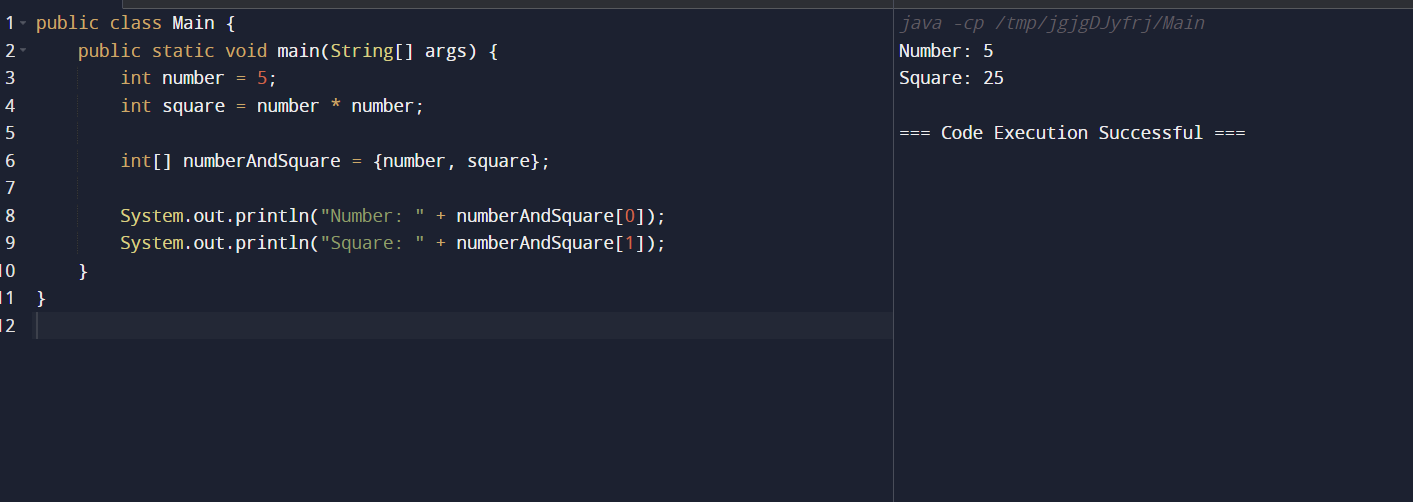 1 public class Main {
2 public static void main(String[] args) {
3 int number = 5;
4 int square = number * number;
5
6 int[] numberAndSquare = {number, square};
7
8 System.out.println("Number: " + numberAndSquare[0]);
9 System.out.println("Square: " + numberAndSquare[1]);
10 }
11 }
12
java -cp /tmp/jgjgDJyfrj/Main
Number: 5
Square: 25
=== Code Execution Successful ===